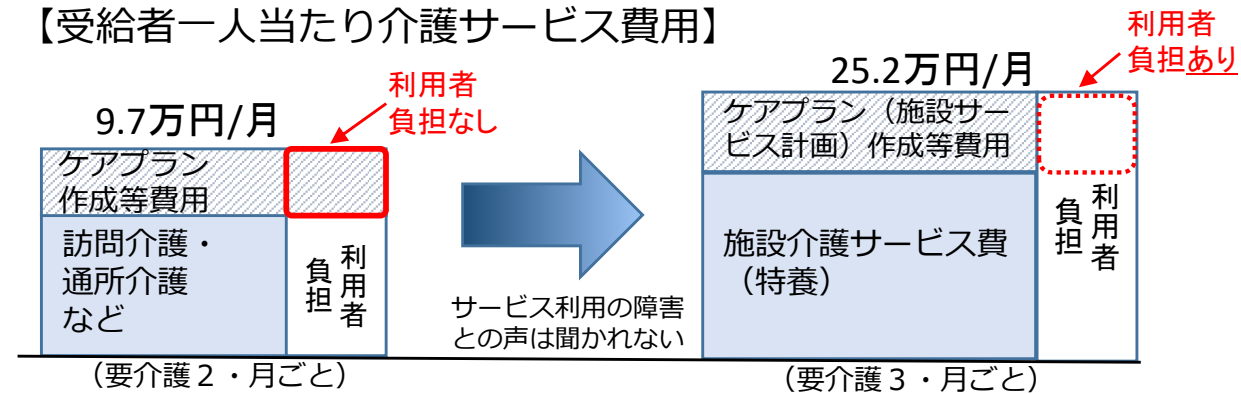 【受給者一人当たり介護サービス費用】
9.7万円/月
利用者
負担なし
ケアプラン
作成等費用
訪問介護・
通所介護
など
利用者
負担
（要介護２・月ごと）
サービス利用の障害
との声は聞かれない
25.2万円/月
利用者
負担あり
ケアプラン（施設サー
ビス計画）作成等費用
施設介護サービス費
（特養）
利用者
負担
（要介護３・月ごと）